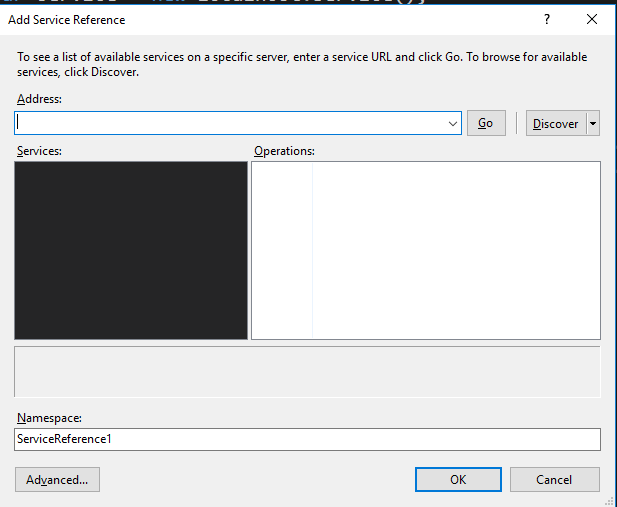 Add Service Reference
?
To see a list of available services on a specific server, enter a service URL and click Go. To browse for available
services, click Discover.
Address:
Go
Discover
Services:
Operations:
Namespace:
ServiceReference1
Advanced...
OK
Cancel